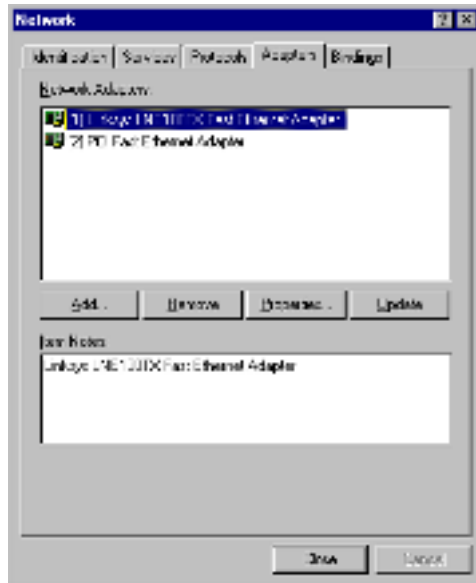 Network
Identification Services Protocols Adapters Bindings
Network Adapters:
[1] Linksys LNE100TX Fast Ethernet Adapter
[2] PCI Fast Ethernet Adapter
Add... Remove Properties... Update
Item Notes
Linksys LNE100TX Fast Ethernet Adapter
Close Cancel